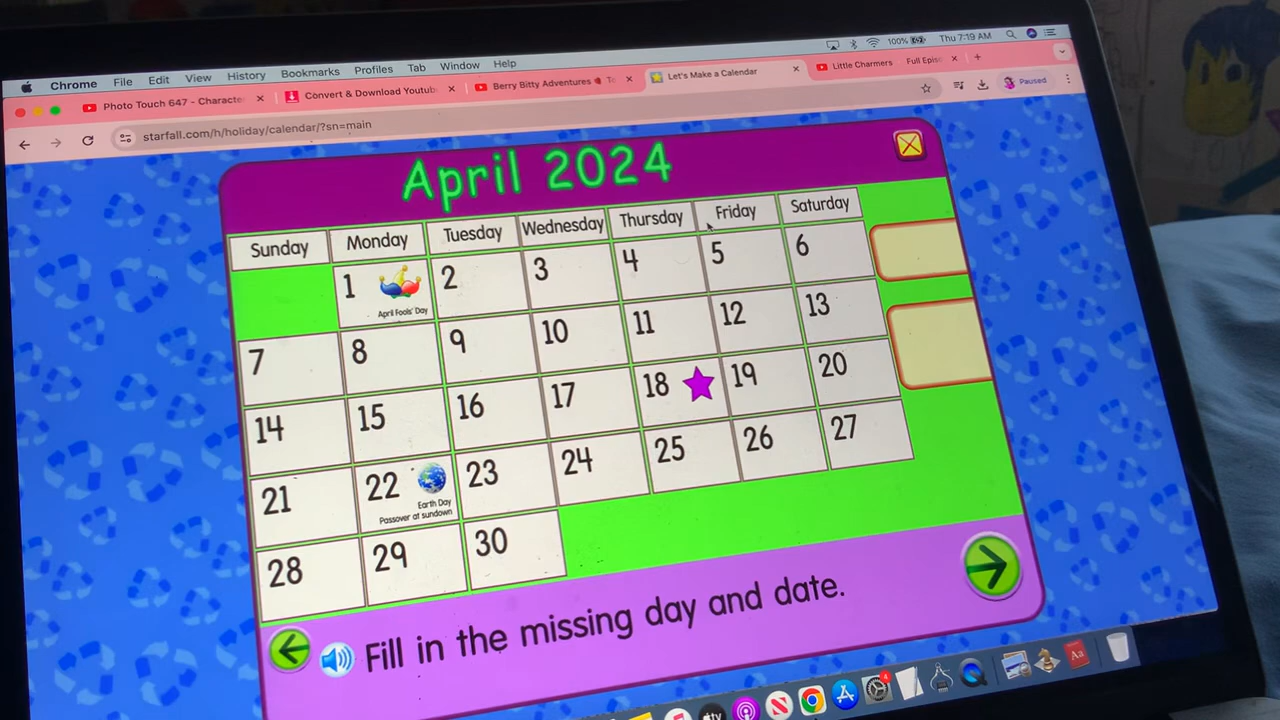 Chrome File Edit View History Bookmarks Profiles Tab Window Help 100% Thu 7:19 AM
Photo Touch 647 - Characte Convert & Download Youtub Berry Bitty Adventures Let's Make a Calendar Little Charmers Full Epis
starfall.com/h/holiday/calendar/?sn=main Paused
April 2024
Sunday Monday Tuesday Wednesday Thursday Friday Saturday
1 2 3 4 5 6
April Fools' Day
7 8 9 10 11 12 13
14 15 16 17 18 19 20
21 22 23 24 25 26 27
Earth Day
Passover at sundown
28 29 30
Fill in the missing day and date.
tv 4 Aa